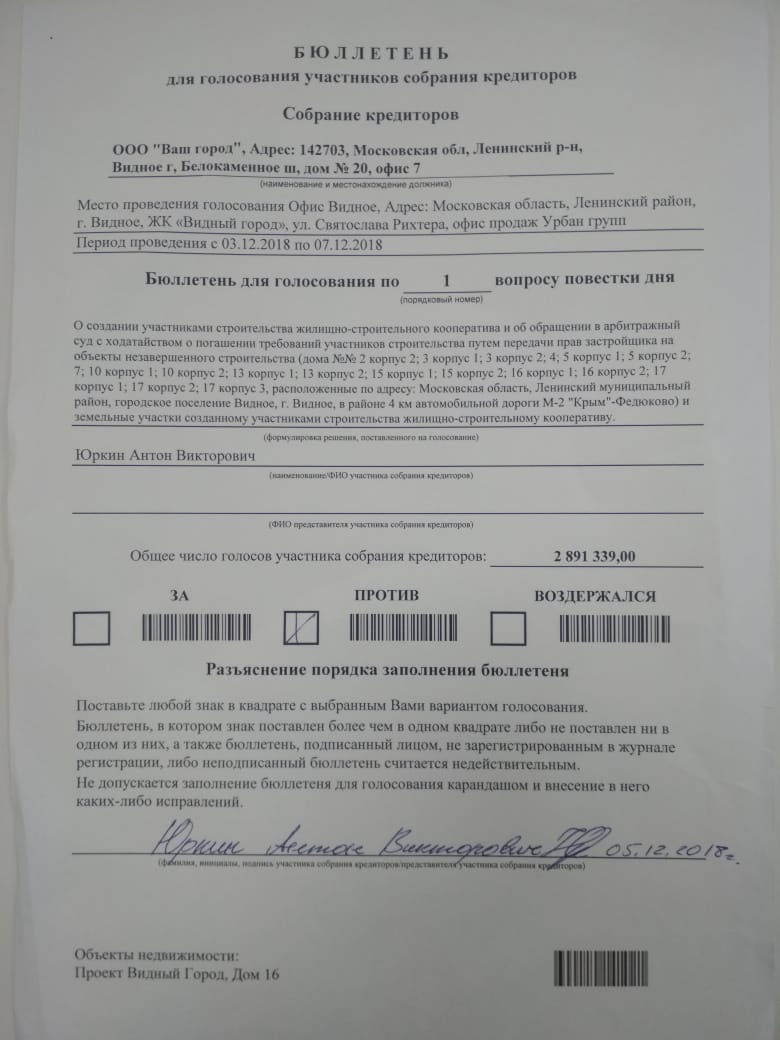 БЮЛЛЕТЕНЬ
для голосования участников собрания кредиторов
Собрание кредиторов
ООО "Ваш город", Адрес: 142703, Московская обл, Ленинский р-н,
Видное г, Белокаменное ш, дом № 20, офис 7
(наименование и местонахождение должника)
Место проведения голосования Офис Видное, Адрес: Московская область, Ленинский район,
г. Видное, ЖК «Видный город», ул. Святослава Рихтера, офис продаж Урбан групп
Период проведения с 03.12.2018 по 07.12.2018
Бюллетень для голосования по 1 вопросу повестки дня
(порядковый номер)
О создании участниками строительства жилищно-строительного кооператива и об обращении в арбитражный
суд с ходатайством о погашении требований участников строительства путем передачи прав застройщика на
объекты незавершенного строительства (дома №№ 2 корпус 2; 3 корпус 1; 3 корпус 2; 4; 5 корпус 1; 5 корпус 2;
7; 10 корпус 1; 10 корпус 2; 13 корпус 1; 13 корпус 2; 15 корпус 1; 15 корпус 2; 16 корпус 1; 16 корпус 2; 17
корпус 1; 17 корпус 2; 17 корпус 3, расположенные по адресу: Московская область, Ленинский муниципальный
район, городское поселение Видное, г. Видное, в районе 4 км автомобильной дороги М-2 "Крым"-Федюково) и
земельные участки созданному участниками строительства жилищно-строительному кооперативу.
(формулировка решения, поставленного на голосование)
Юркин Антон Викторович
(наименование/ФИО участника собрания кредиторов)
(ФИО представителя участника собрания кредиторов)
Общее число голосов участника собрания кредиторов: 2 891 339,00
ЗА ПРОТИВ ВОЗДЕРЖАЛСЯ
Разъяснение порядка заполнения бюллетеня
Поставьте любой знак в квадрате с выбранным Вами вариантом голосования.
Бюллетень, в котором знак поставлен более чем в одном квадрате либо не поставлен ни в
одном из них, а также бюллетень, подписанный лицом, не зарегистрированным в журнале
регистрации, либо неподписанный бюллетень считается недействительным.
Не допускается заполнение бюллетеня для голосования карандашом и внесение в него
каких-либо исправлений.
Юркин Антон Викторович 05.12.2018г.
(фамилия, инициалы, подпись участника собрания кредиторов/представителя участника собрания кредиторов)
Объекты недвижимости:
Проект Видный Город, Дом 16